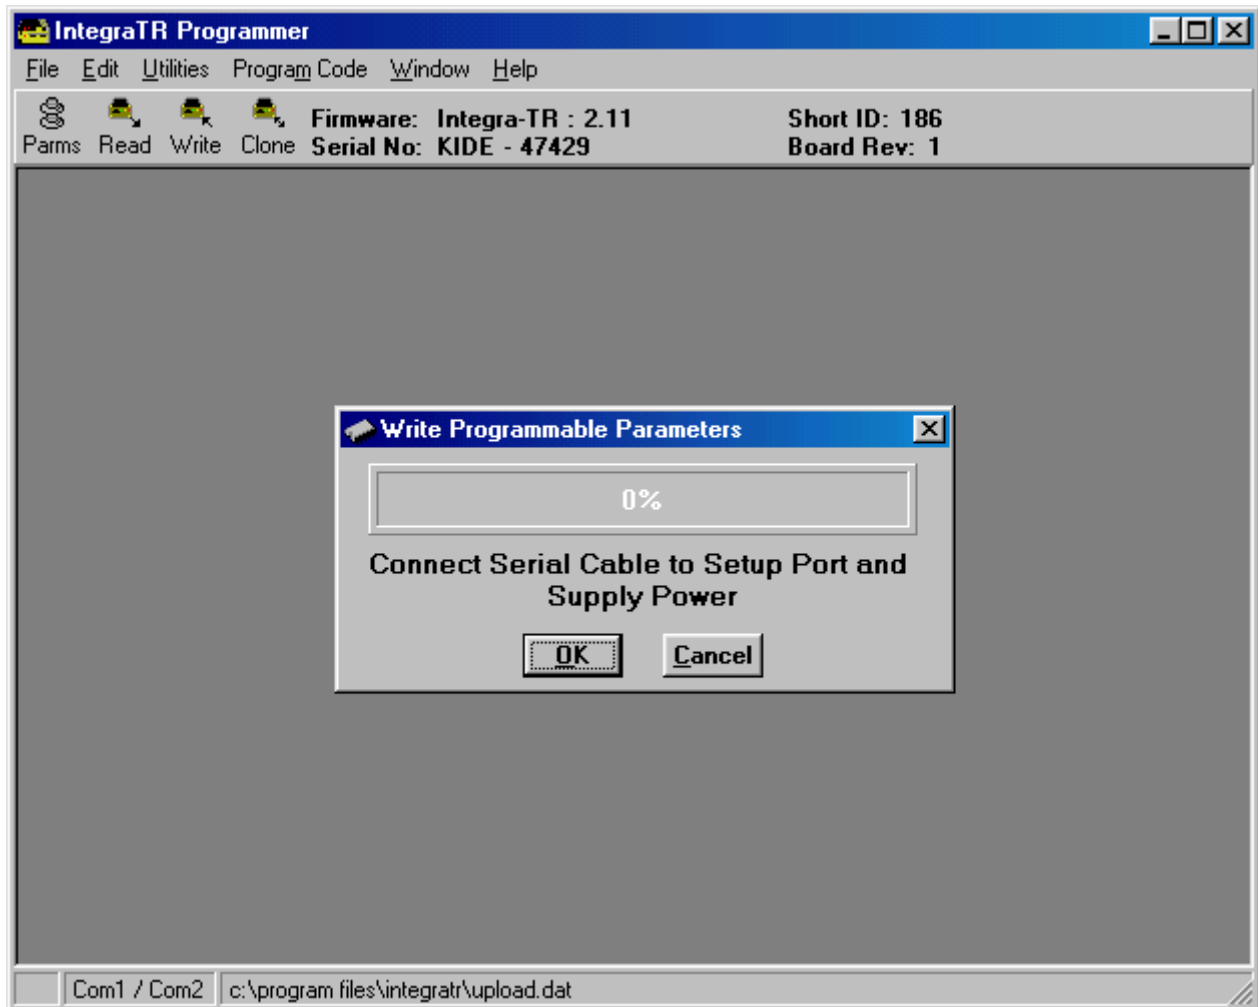 IntegraTR Programmer
File Edit Utilities Program Code Window Help
Parms Read Write Clone
Firmware: Integra-TR : 2.11 Short ID: 186
Serial No: KIDE - 47429 Board Rev: 1
Write Programmable Parameters
0%
Connect Serial Cable to Setup Port and
Supply Power
OK Cancel
Com1 / Com2 c:\program files\integratr\upload.dat